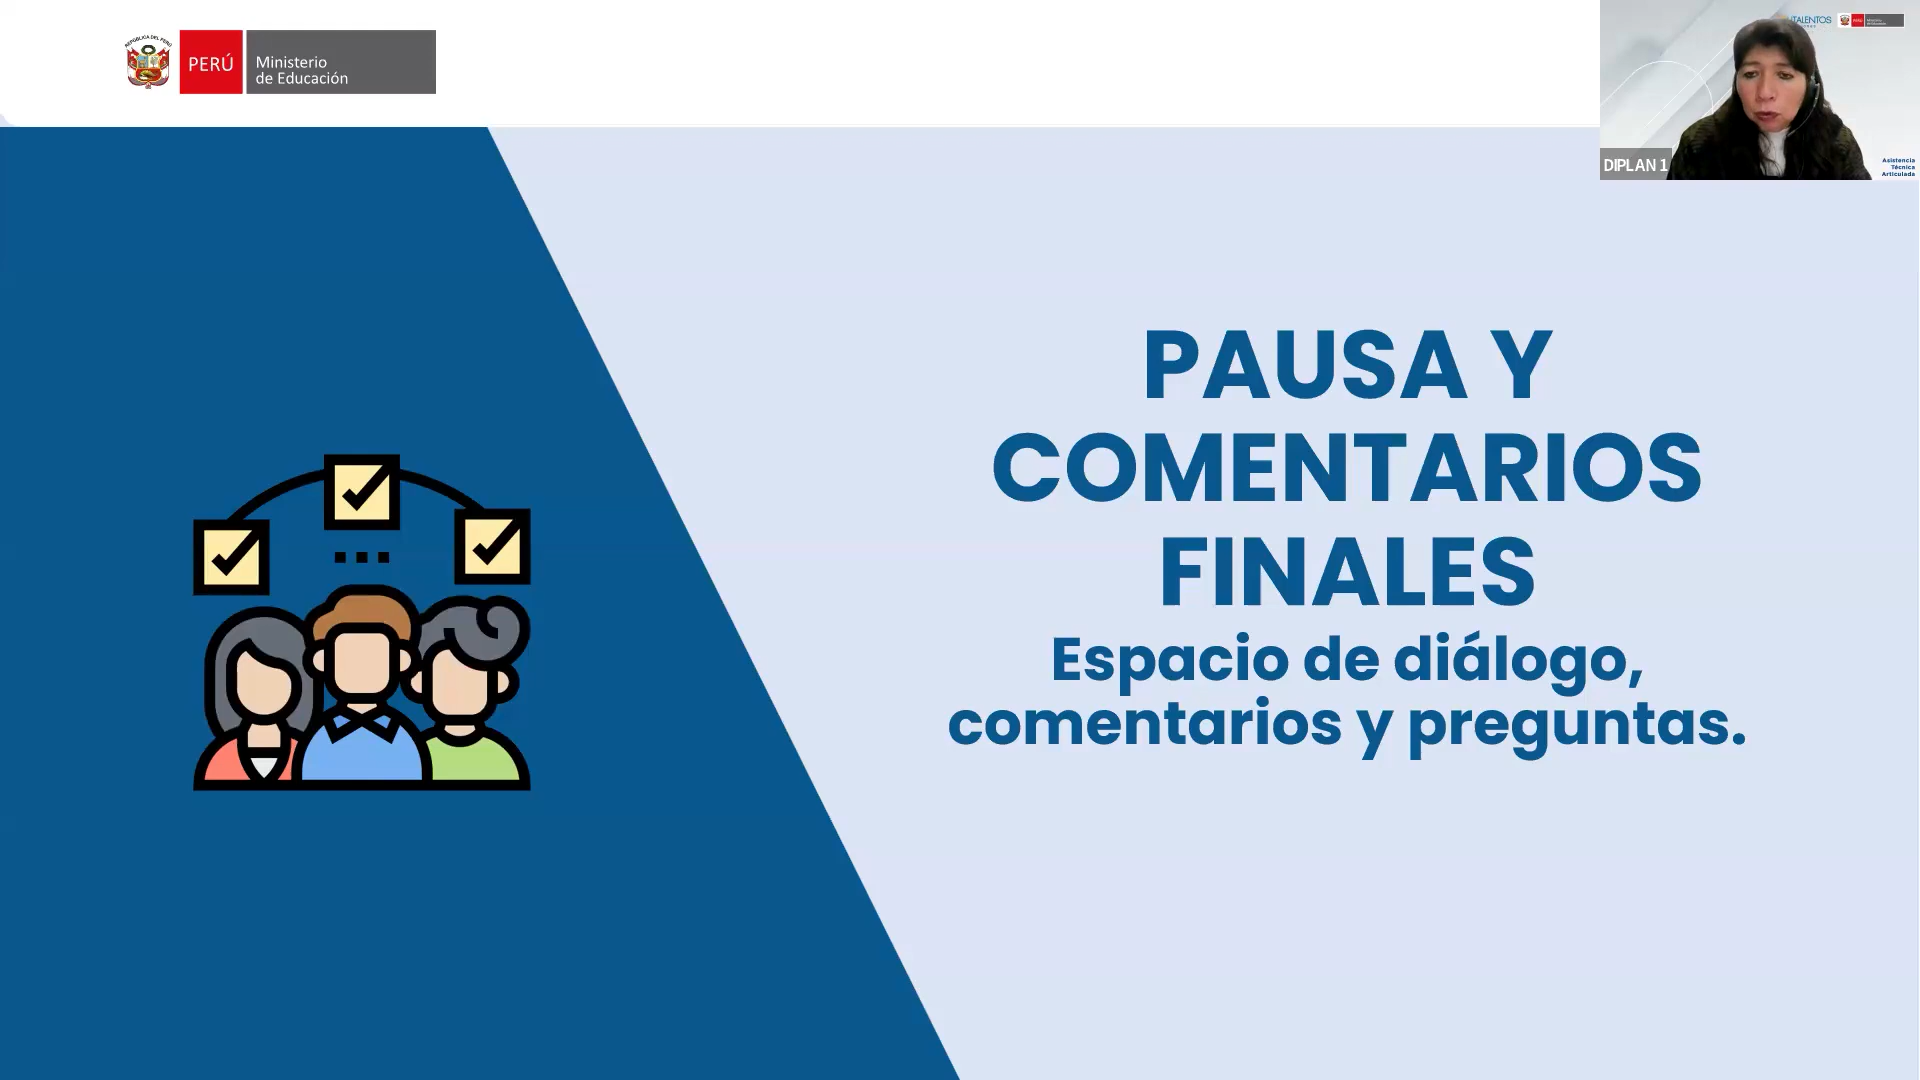 REPÚBLICA DEL PERÚ
PERÚ
Ministerio
de Educación
TALENTOS
DIPLAN 1
Asistencia
Técnica
Articulada
PAUSA Y
COMENTARIOS
FINALES
Espacio de diálogo,
comentarios y preguntas.